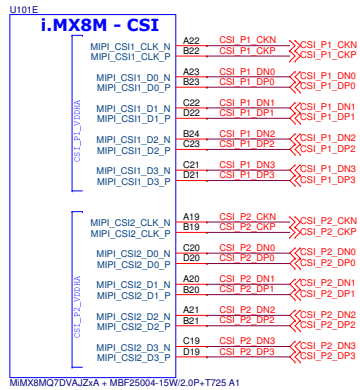 U101E
i.MX8M - CSI
CSI_P1_VDDHA
MIPI_CSI1_CLK_N A22 CSI_P1_CKN CSI_P1_CKN
MIPI_CSI1_CLK_P B22 CSI_P1_CKP CSI_P1_CKP
MIPI_CSI1_D0_N A23 CSI_P1_DN0 CSI_P1_DN0
MIPI_CSI1_D0_P B23 CSI_P1_DP0 CSI_P1_DP0
MIPI_CSI1_D1_N C22 CSI_P1_DN1 CSI_P1_DN1
MIPI_CSI1_D1_P D22 CSI_P1_DP1 CSI_P1_DP1
MIPI_CSI1_D2_N B24 CSI_P1_DN2 CSI_P1_DN2
MIPI_CSI1_D2_P C23 CSI_P1_DP2 CSI_P1_DP2
MIPI_CSI1_D3_N C21 CSI_P1_DN3 CSI_P1_DN3
MIPI_CSI1_D3_P D21 CSI_P1_DP3 CSI_P1_DP3
CSI_P2_VDDHA
MIPI_CSI2_CLK_N A19 CSI_P2_CKN CSI_P2_CKN
MIPI_CSI2_CLK_P B19 CSI_P2_CKP CSI_P2_CKP
MIPI_CSI2_D0_N C20 CSI_P2_DN0 CSI_P2_DN0
MIPI_CSI2_D0_P D20 CSI_P2_DP0 CSI_P2_DP0
MIPI_CSI2_D1_N A20 CSI_P2_DN1 CSI_P2_DN1
MIPI_CSI2_D1_P B20 CSI_P2_DP1 CSI_P2_DP1
MIPI_CSI2_D2_N A21 CSI_P2_DN2 CSI_P2_DN2
MIPI_CSI2_D2_P B21 CSI_P2_DP2 CSI_P2_DP2
MIPI_CSI2_D3_N C19 CSI_P2_DN3 CSI_P2_DN3
MIPI_CSI2_D3_P D19 CSI_P2_DP3 CSI_P2_DP3
MiMX8MQ7DVAJZxA + MBF25004-15W/2.0P+T725 A1